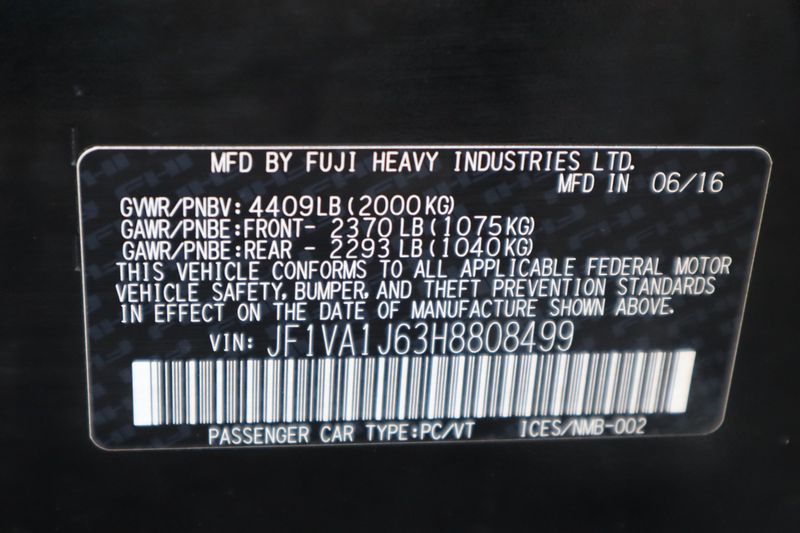 MFD BY FUJI HEAVY INDUSTRIES LTD.
MFD IN 06/16
GVWR/PNBV: 4409LB (2000KG)
GAWR/PNBE:FRONT- 2370 LB (1075KG)
GAWR/PNBE:REAR - 2293 LB (1040KG)
THIS VEHICLE CONFORMS TO ALL APPLICABLE FEDERAL MOTOR
VEHICLE SAFETY, BUMPER, AND THEFT PREVENTION STANDARDS
IN EFFECT ON THE DATE OF MANUFACTURE SHOWN ABOVE.
VIN: JF1VA1J63H8808499
PASSENGER CAR TYPE:PC/VT ICES/NMB-002